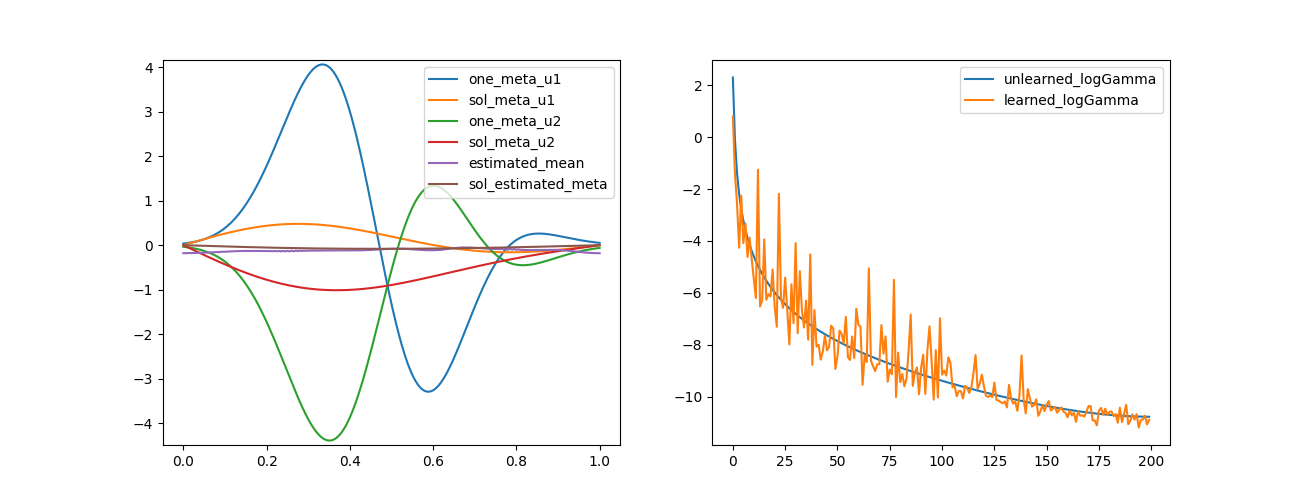 4
3
2
1
0
−1
−2
−3
−4
0.0 0.2 0.4 0.6 0.8 1.0
one_meta_u1
sol_meta_u1
one_meta_u2
sol_meta_u2
estimated_mean
sol_estimated_meta
2
0
−2
−4
−6
−8
−10
0 25 50 75 100 125 150 175 200
unlearned_logGamma
learned_logGamma